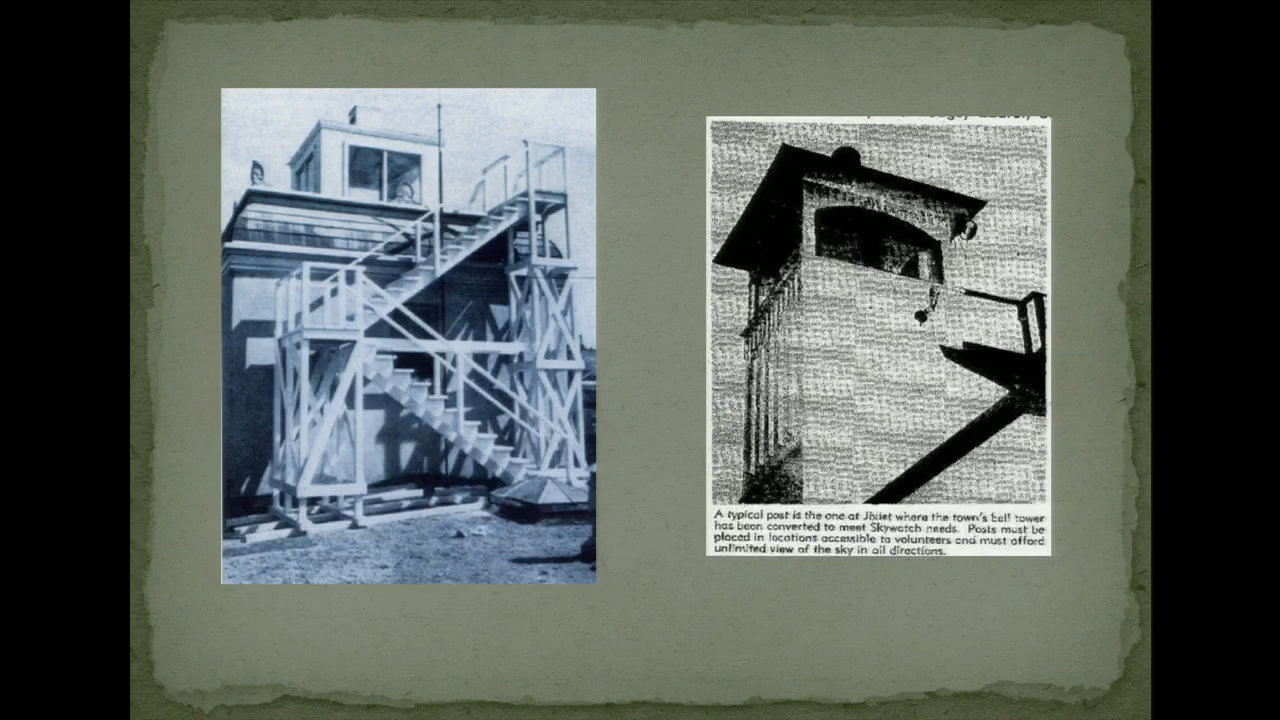 A typical post is the one at Joliet where the town's bell tower
has been converted to meet Skywatch needs. Posts must be
placed in locations accessible to volunteers and must afford
unlimited view of the sky in all directions.